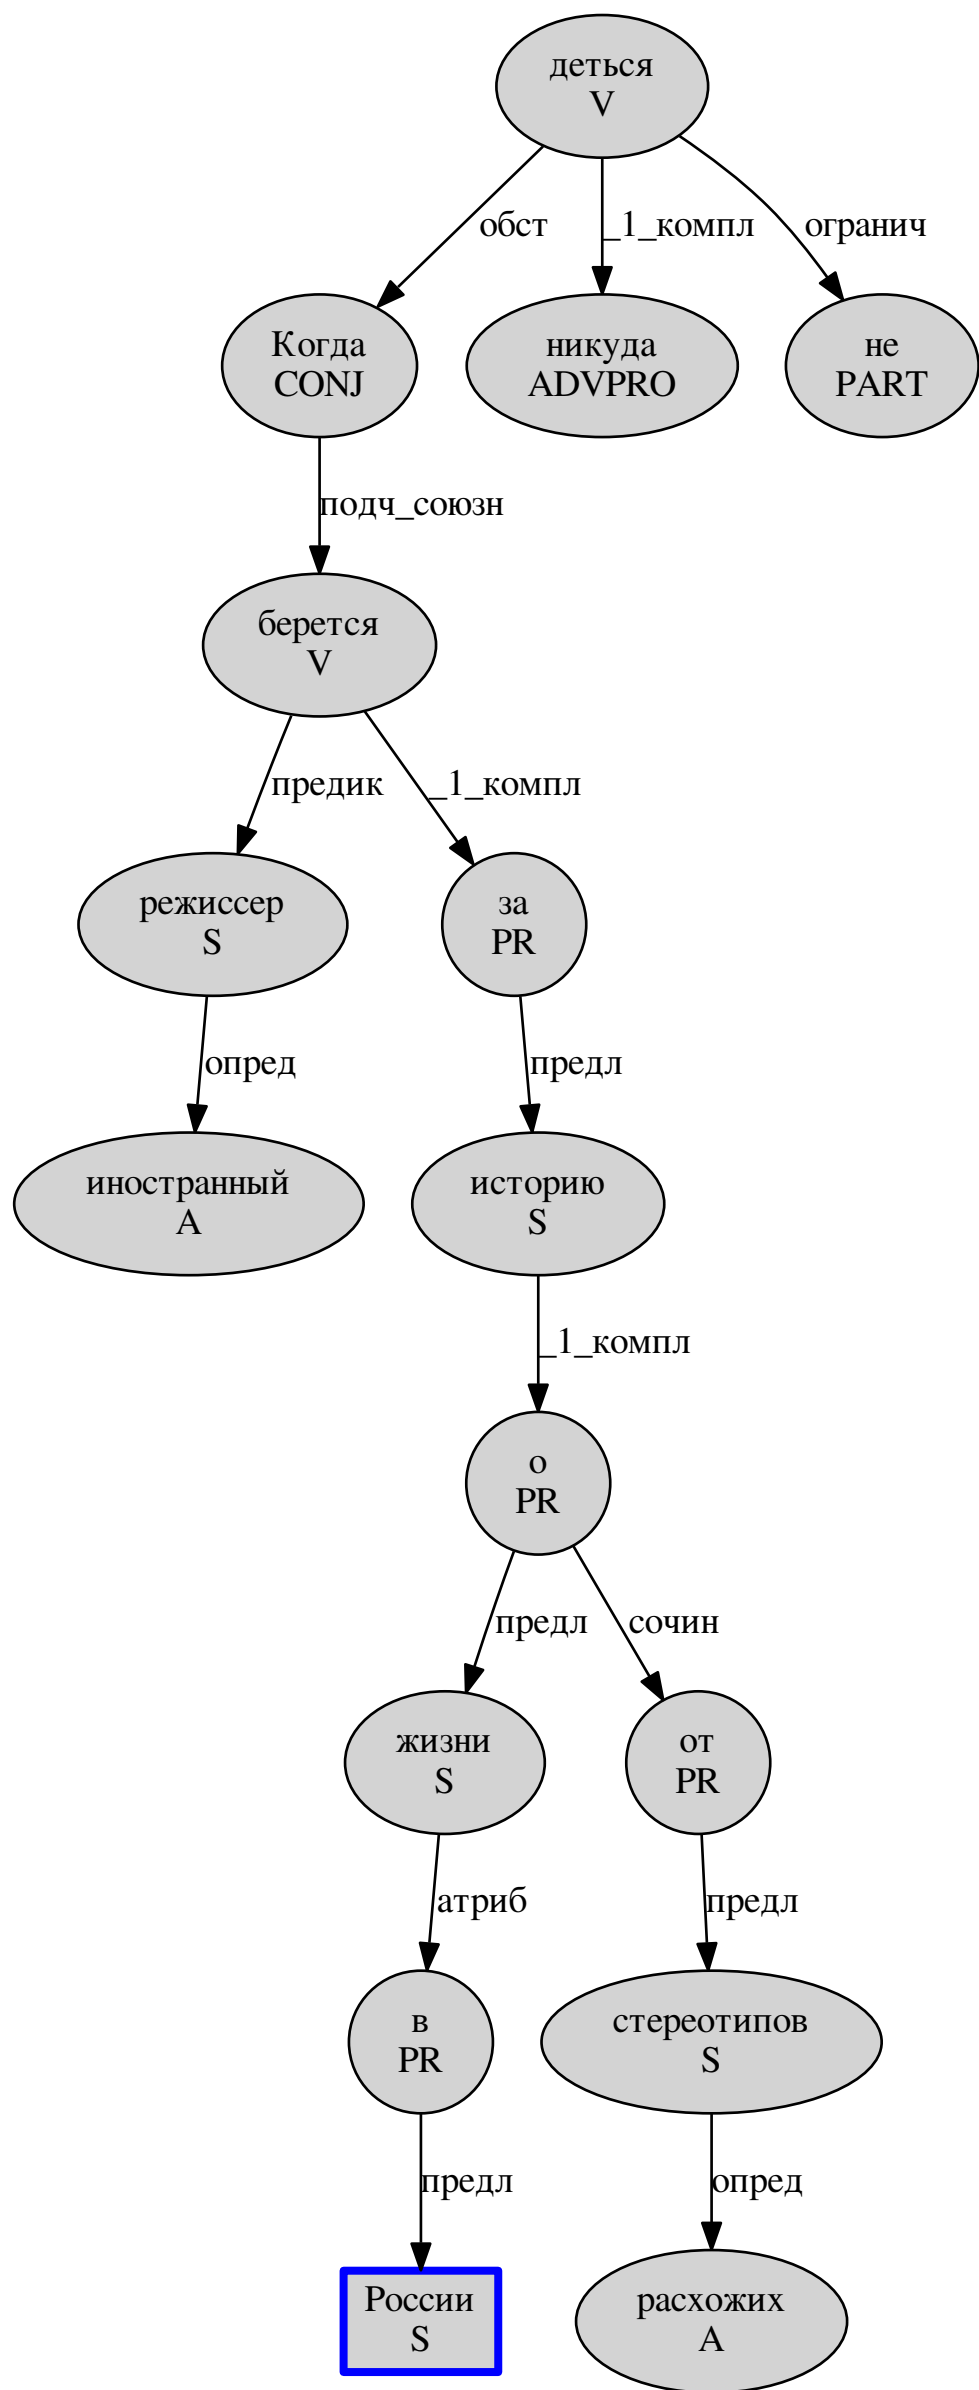 деться
V
обст
_1_компл
огранич
Когда
CONJ
никуда
ADVPRO
не
PART
подч_союзн
берется
V
предик
_1_компл
режиссер
S
за
PR
опред
предл
иностранный
A
историю
S
_1_компл
о
PR
предл
сочин
жизни
S
от
PR
атриб
предл
в
PR
стереотипов
S
предл
опред
России
S
расхожих
A